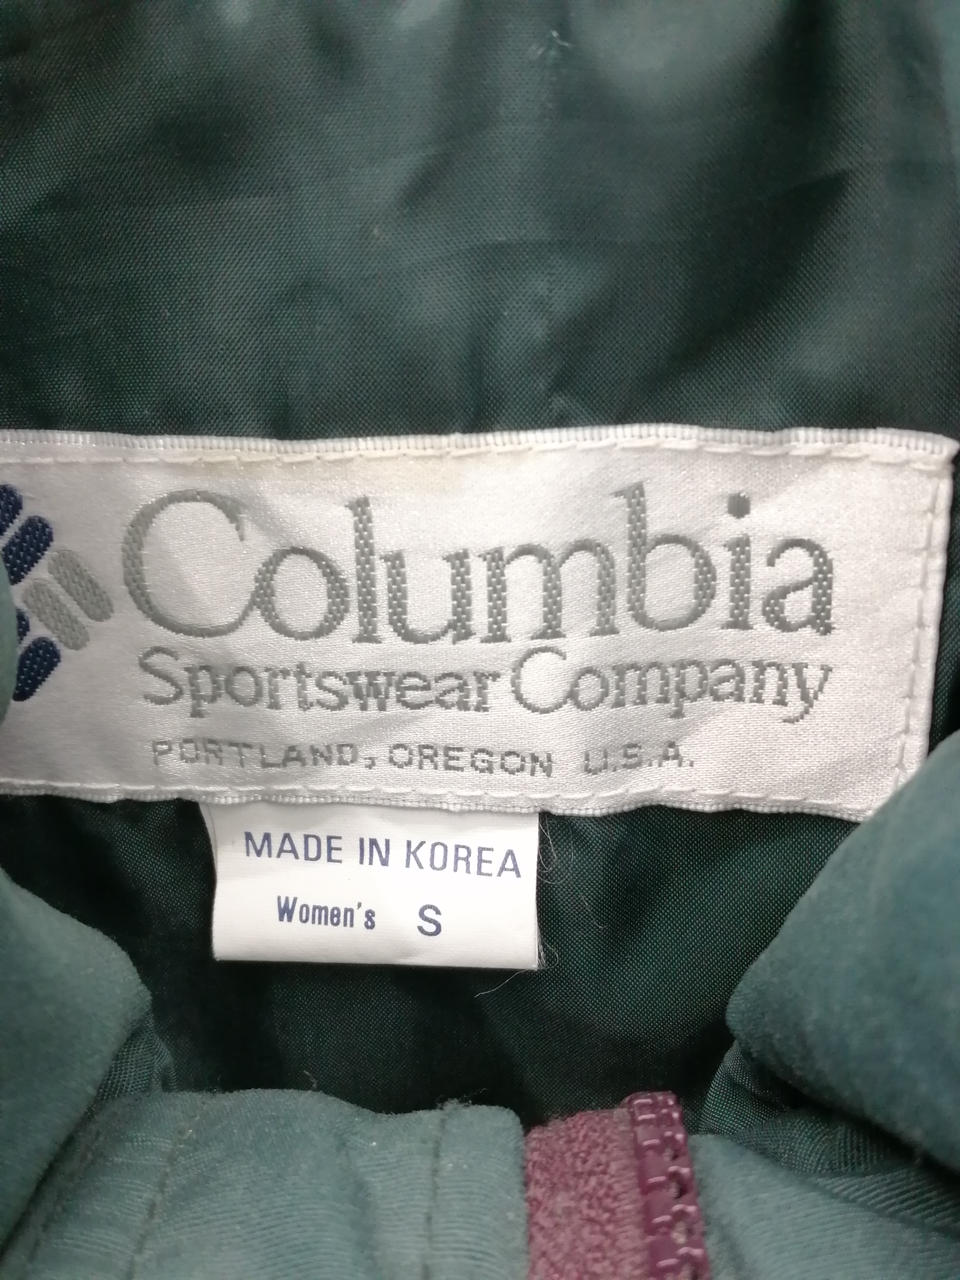 Columbia
Sportswear Company
PORTLAND, OREGON U.S.A.
MADE IN KOREA
Women's S